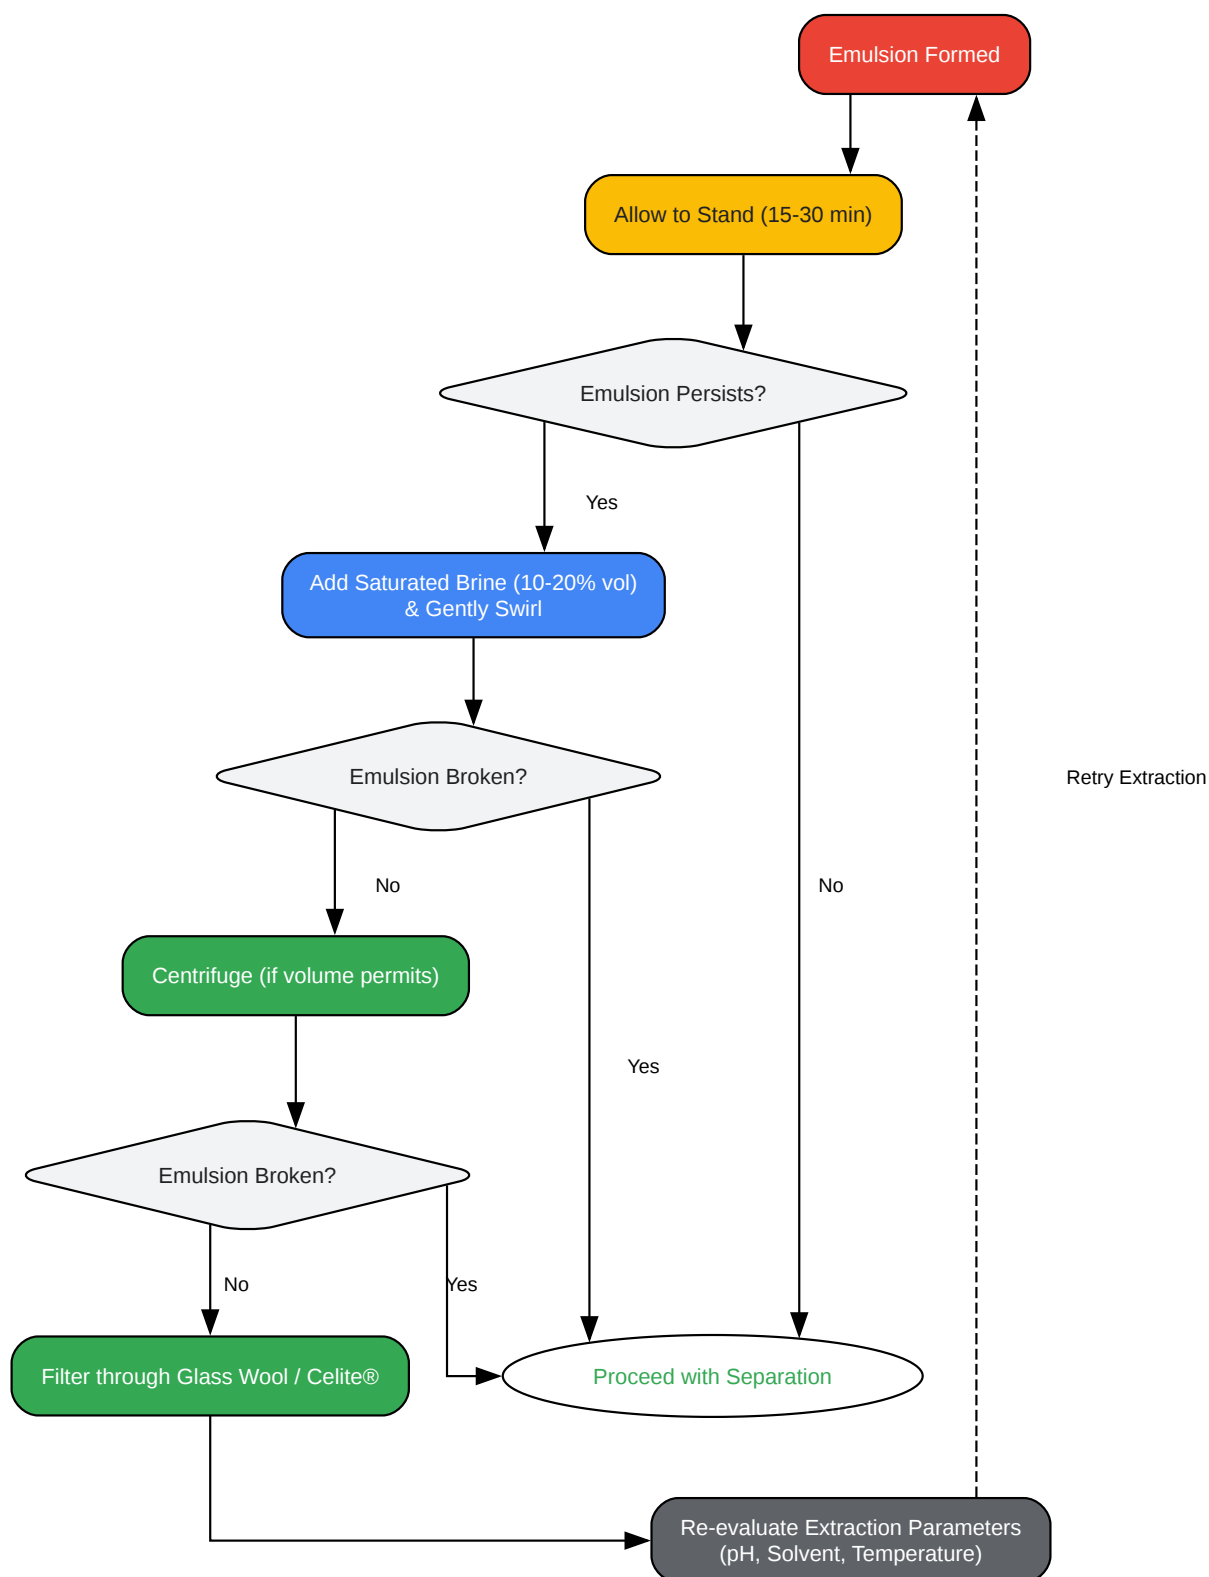 Emulsion Formed
Allow to Stand (15-30 min)
Emulsion Persists?
Yes
Add Saturated Brine (10-20% vol)
& Gently Swirl
Emulsion Broken?
Retry Extraction
No
No
Centrifuge (if volume permits)
Yes
Emulsion Broken?
No
Yes
Filter through Glass Wool / Celite®
Proceed with Separation
Re-evaluate Extraction Parameters
(pH, Solvent, Temperature)